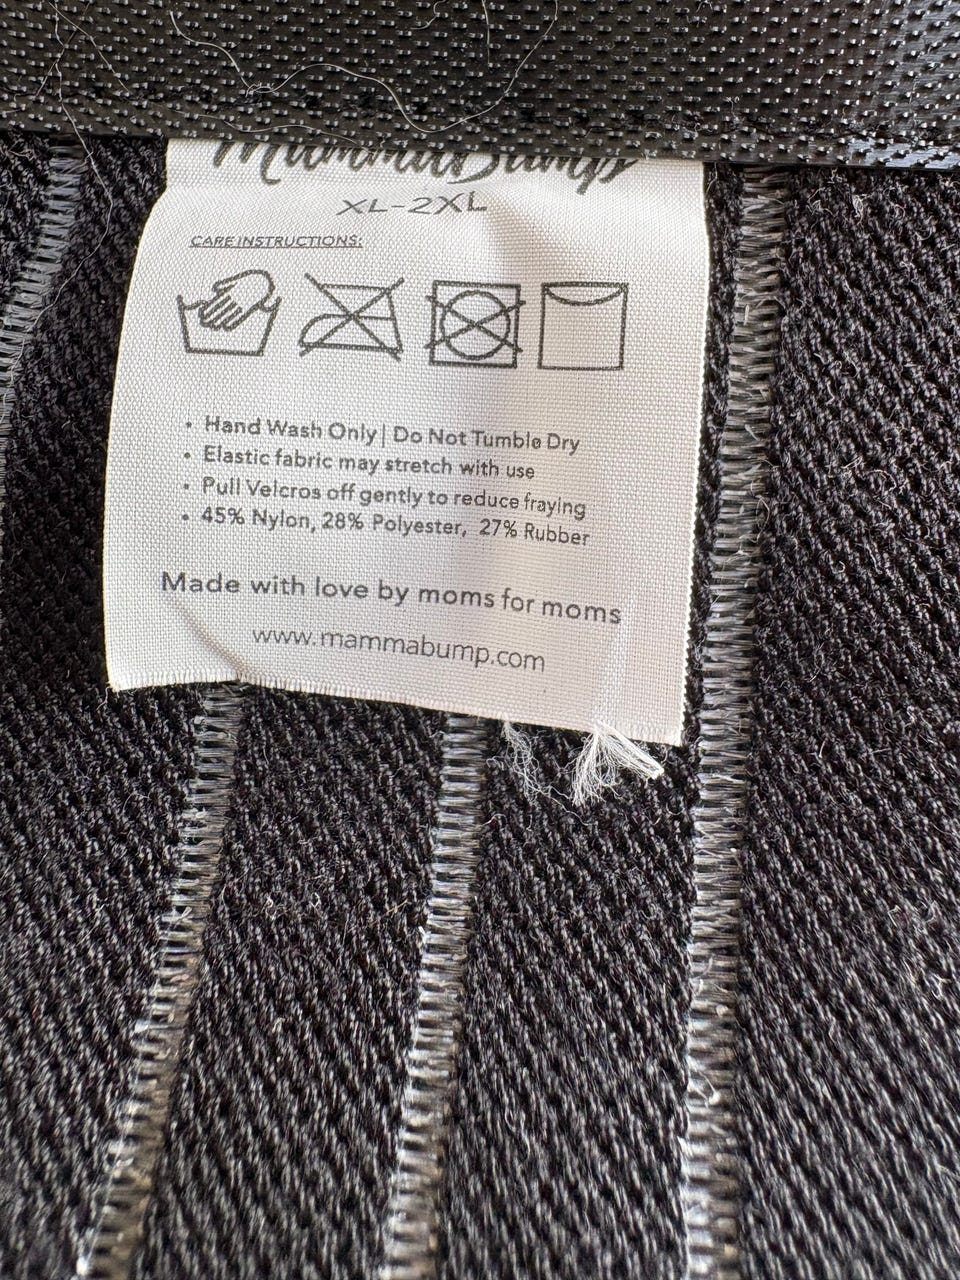 MammaBump
XL-2XL
CARE INSTRUCTIONS:
• Hand Wash Only | Do Not Tumble Dry
• Elastic fabric may stretch with use
• Pull Velcros off gently to reduce fraying
• 45% Nylon, 28% Polyester, 27% Rubber
Made with love by moms for moms
www.mammabump.com